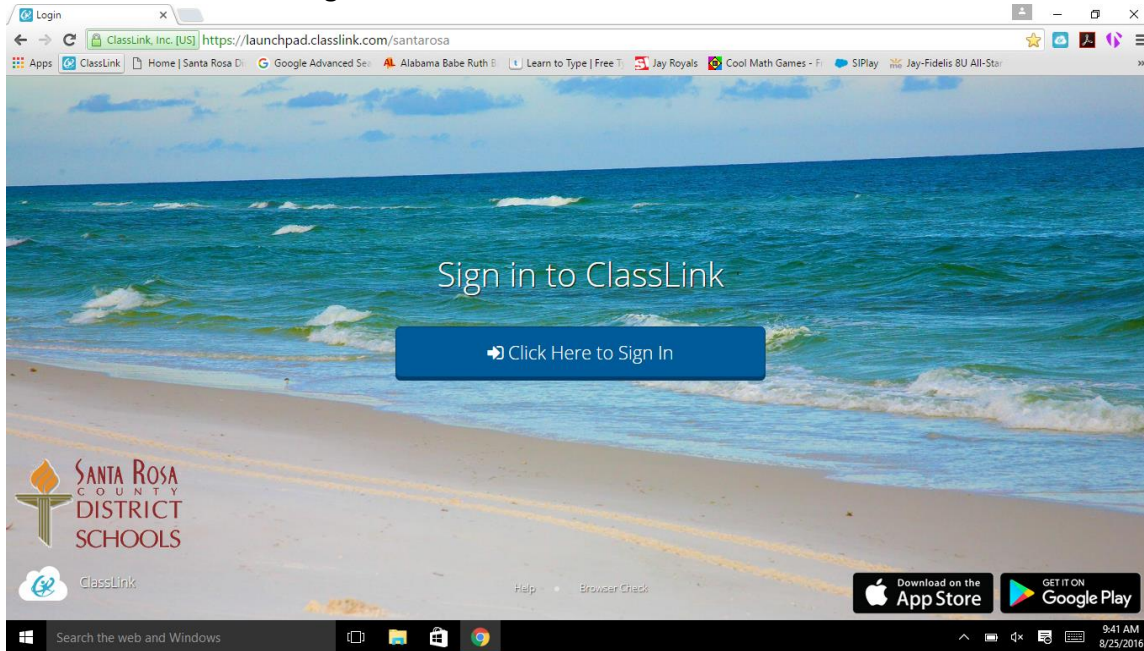 Login
ClassLink, Inc. [US] https://launchpad.classlink.com/santarosa
Apps ClassLink Home | Santa Rosa Di Google Advanced Sea Alabama Babe Ruth B Learn to Type | Free Ty Jay Royals Cool Math Games - Fr SIPlay Jay-Fidelis 8U All-Star
Sign in to ClassLink
Click Here to Sign In
SANTA ROSA
COUNTY
DISTRICT
SCHOOLS
ClassLink
Help Browser Check
Download on the
App Store
GET IT ON
Google Play
Search the web and Windows
9:41 AM
8/25/2016